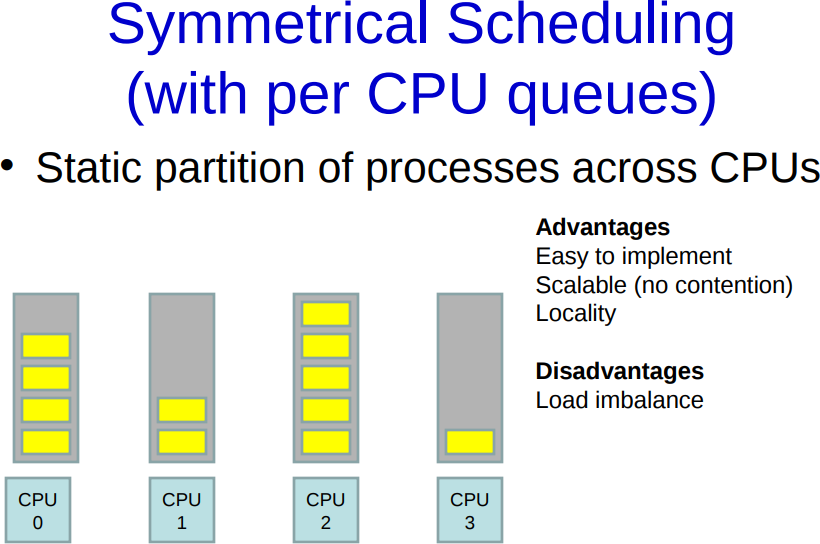 Symmetrical Scheduling
(with per CPU queues)
• Static partition of processes across CPUs
Advantages
Easy to implement
Scalable (no contention)
Locality
Disadvantages
Load imbalance
CPU
0
CPU
1
CPU
2
CPU
3